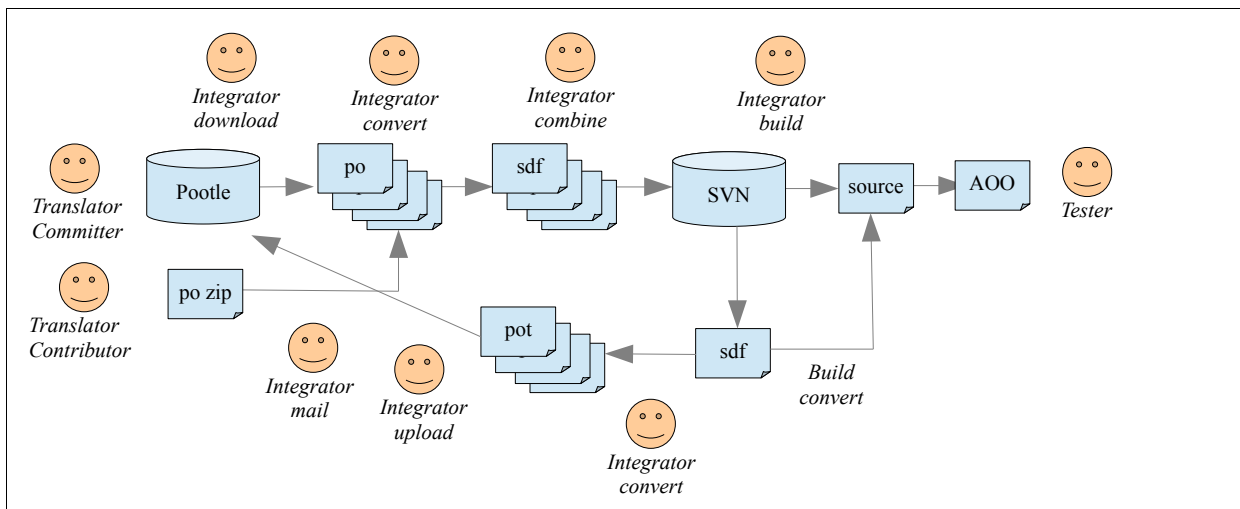 Integrator
download
Integrator
convert
Integrator
combine
Integrator
build
Translator
Committer
Pootle
po
sdf
SVN
source
AOO
Tester
po zip
Translator
Contributor
Integrator
mail
Integrator
upload
pot
sdf
Build
convert
Integrator
convert